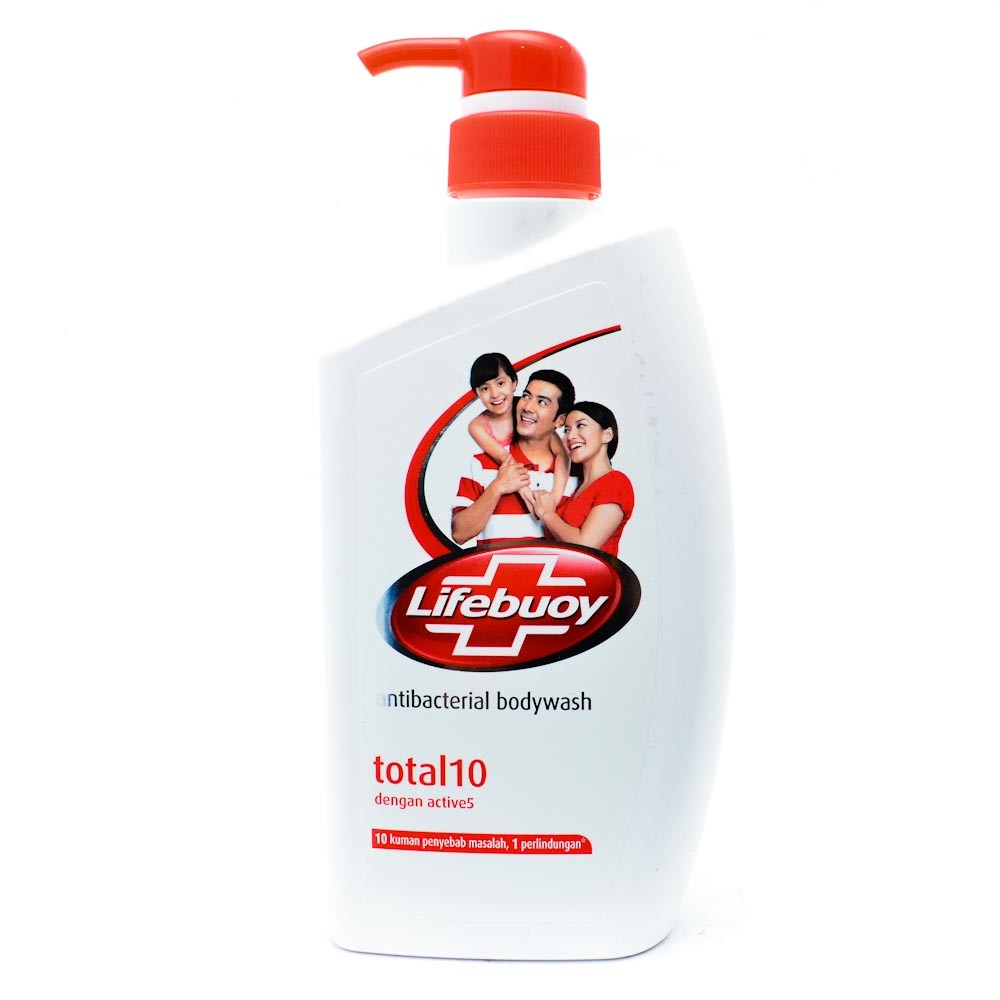 Lifebuoy
antibacterial bodywash
total10
dengan active5
10 kuman penyebab masalah, 1 perlindungan*